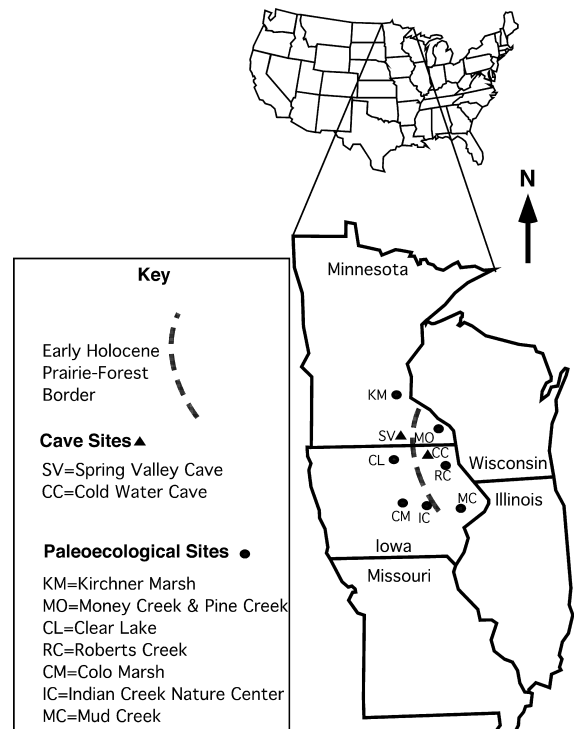 N
Minnesota
KM
SV
MO
CC
CL
RC
Wisconsin
MC
Illinois
CM
IC
Iowa
Missouri
Key
Early Holocene
Prairie-Forest
Border
Cave Sites
SV=Spring Valley Cave
CC=Cold Water Cave
Paleoecological Sites
KM=Kirchner Marsh
MO=Money Creek & Pine Creek
CL=Clear Lake
RC=Roberts Creek
CM=Colo Marsh
IC=Indian Creek Nature Center
MC=Mud Creek